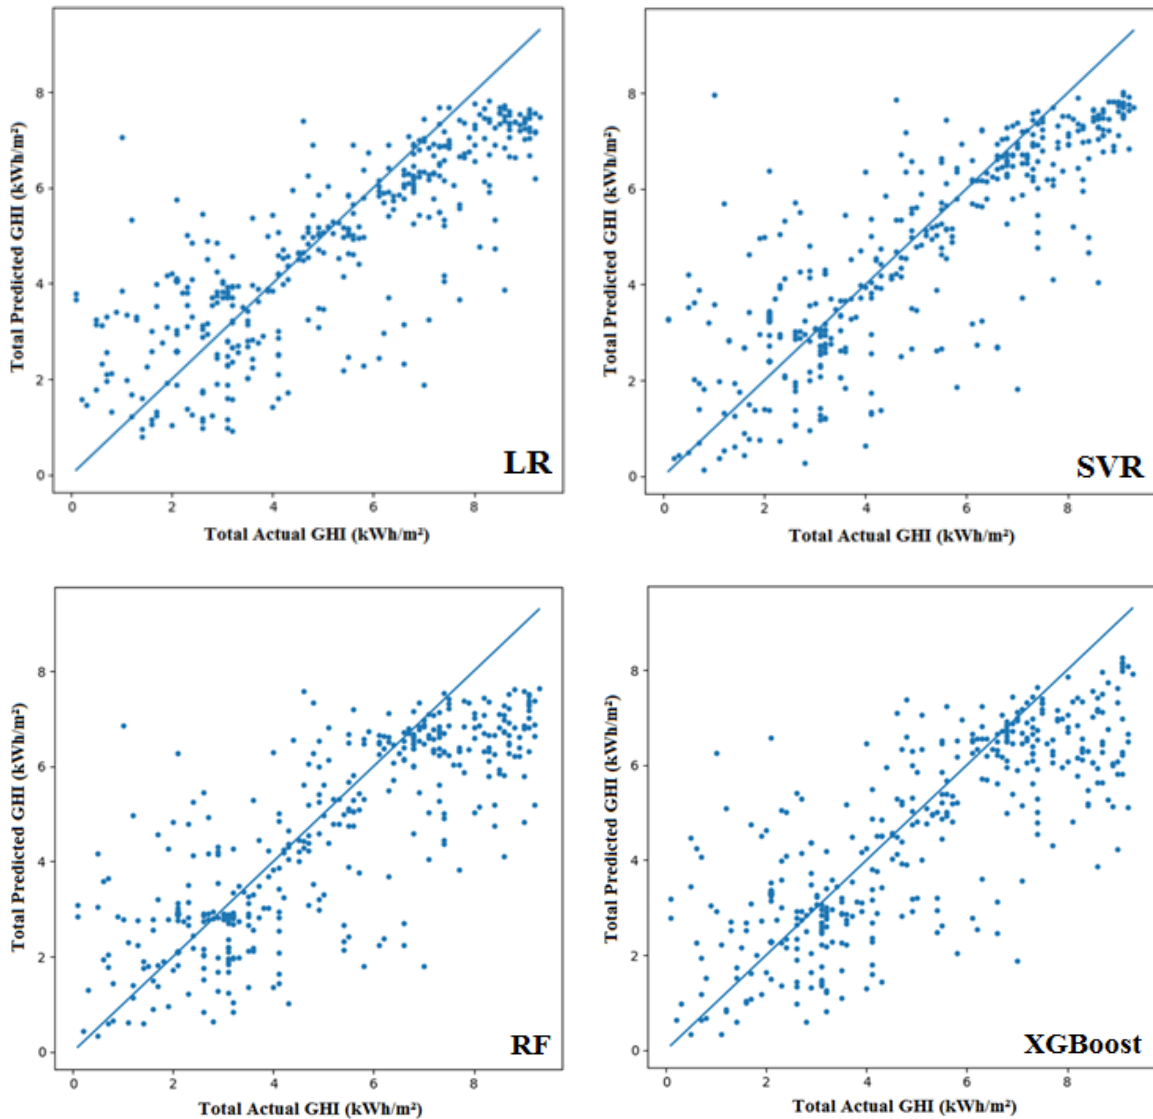 Total Predicted GHI (kWh/m²)
8
6
4
2
0
LR
0 2 4 6 8
Total Actual GHI (kWh/m²)
Total Predicted GHI (kWh/m²)
8
6
4
2
0
SVR
0 2 4 6 8
Total Actual GHI (kWh/m²)
Total Predicted GHI (kWh/m²)
8
6
4
2
0
RF
0 2 4 6 8
Total Actual GHI (kWh/m²)
Total Predicted GHI (kWh/m²)
8
6
4
2
0
XGBoost
0 2 4 6 8
Total Actual GHI (kWh/m²)